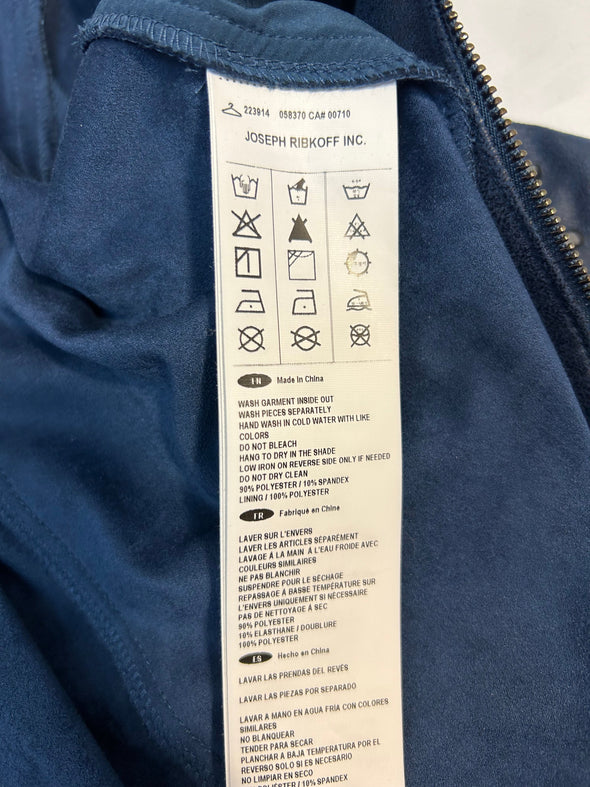 223914 058370 CA# 00710
JOSEPH RIBKOFF INC.
EN Made in China
WASH GARMENT INSIDE OUT
WASH PIECES SEPARATELY
HAND WASH IN COLD WATER WITH LIKE
COLORS
DO NOT BLEACH
HANG TO DRY IN THE SHADE
LOW IRON ON REVERSE SIDE ONLY IF NEEDED
DO NOT DRY CLEAN
90% POLYESTER / 10% SPANDEX
LINING / 100% POLYESTER
FR Fabriqué en Chine
LAVER SUR L'ENVERS
LAVER LES ARTICLES SÉPARÉMENT
LAVAGE À LA MAIN À L'EAU FROIDE AVEC
COULEURS SIMILAIRES
NE PAS BLANCHIR
SUSPENDRE POUR LE SÉCHAGE
REPASSAGE À BASSE TEMPÉRATURE SUR
L'ENVERS UNIQUEMENT SI NÉCESSAIRE
PAS DE NETTOYAGE À SEC
90% POLYESTER
10% ELASTHANE / DOUBLURE
100% POLYESTER
ES Hecho en China
LAVAR LAS PRENDAS DEL REVÉS
LAVAR LAS PIEZAS POR SEPARADO
LAVAR A MANO EN AGUA FRÍA CON COLORES
SIMILARES
NO BLANQUEAR
TENDER PARA SECAR
PLANCHAR A BAJA TEMPERATURA POR EL
REVERSO SOLO SI ES NECESARIO
NO LIMPIAR EN SECO
POLIÉSTER / 10% SPANDEX